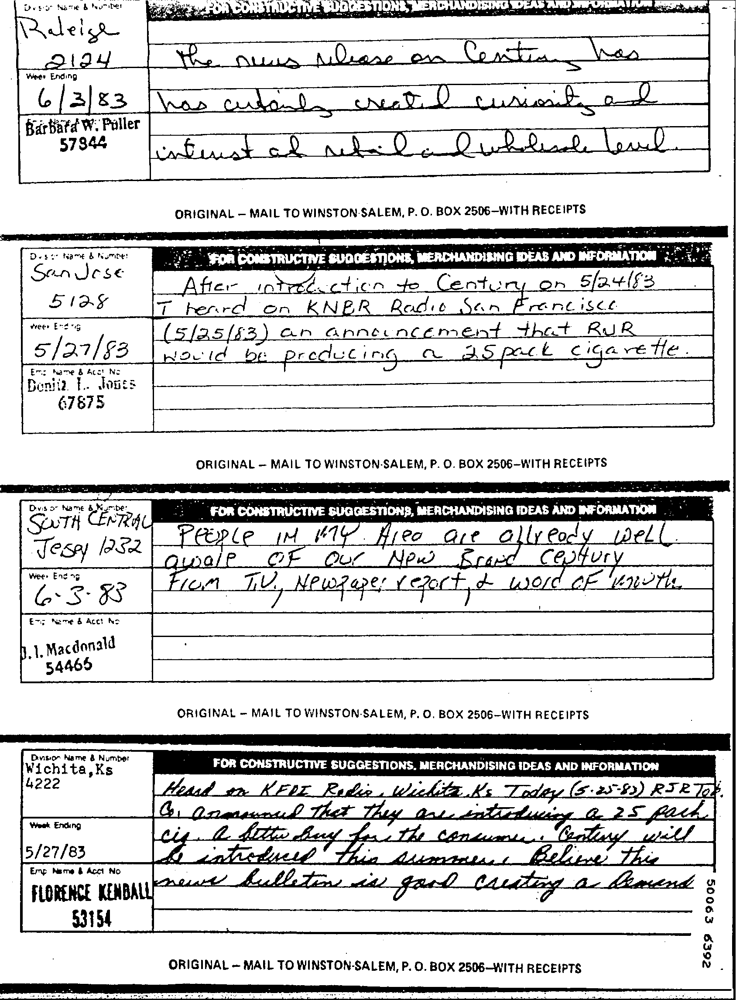 Division Name & Number
FOR CONSTRUCTIVE SUGGESTIONS, MERCHANDISING IDEAS AND INFORMATION
Raleigh
2124
The news release on Century has
Week Ending
6/3/83
has certainly created curiosity and
Barbara W. Puller
57344
interest at retail and wholesale level.
ORIGINAL – MAIL TO WINSTON-SALEM, P. O. BOX 2506–WITH RECEIPTS
Division Name & Number
FOR CONSTRUCTIVE SUGGESTIONS, MERCHANDISING IDEAS AND INFORMATION
San Jose
5128
After introduction to Century on 5/24/83
I heard on KNBR Radio San Francisco
Week Ending
(5/25/83) an announcement that RJR
5/27/83
would be producing a 25 pack cigarette.
Emp Name & Acct No
Bonita L. Jones
67875
ORIGINAL – MAIL TO WINSTON-SALEM, P. O. BOX 2506–WITH RECEIPTS
Division Name & Number
FOR CONSTRUCTIVE SUGGESTIONS, MERCHANDISING IDEAS AND INFORMATION
SOUTH CENTRAL
Jersey 1232
People in my Area are allready well
aware of our New Brand Century
Week Ending
From T.V., Newpaper report, & word of mouth
6-3-83
Emp Name & Acct No
J. I. Macdonald
54465
ORIGINAL – MAIL TO WINSTON-SALEM, P. O. BOX 2506–WITH RECEIPTS
Division Name & Number
FOR CONSTRUCTIVE SUGGESTIONS, MERCHANDISING IDEAS AND INFORMATION
Wichita,Ks
4222
Heard on KFDI Radio, Wichita, Ks Today (5-25-83) RJR Tob.
Co. announced that they are introducing a 25 pack
Week Ending
cig. a better buy for the consumer. Century will
5/27/83
be introduced this summer. Believe this
Emp Name & Acct No
news bulletin is good creating a demand
FLORENCE KENDALL
53154
50063 6392
ORIGINAL – MAIL TO WINSTON-SALEM, P. O. BOX 2506–WITH RECEIPTS